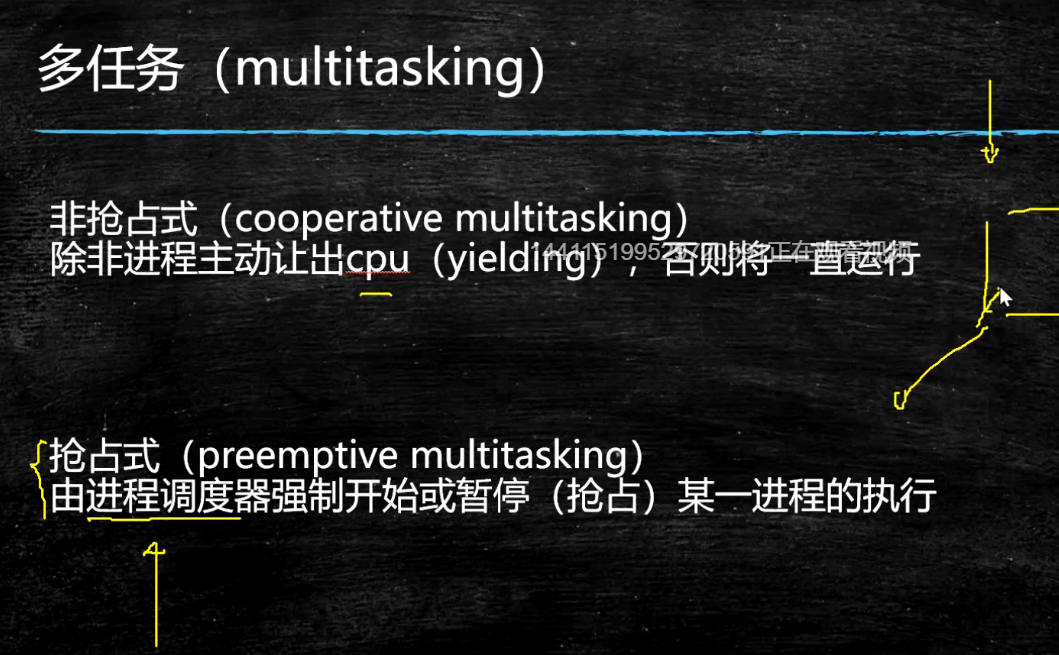 多任务（multitasking）
非抢占式（cooperative multitasking）
除非进程主动让出cpu（yielding），否则将一直运行
抢占式（preemptive multitasking）
由进程调度器强制开始或暂停（抢占）某一进程的执行